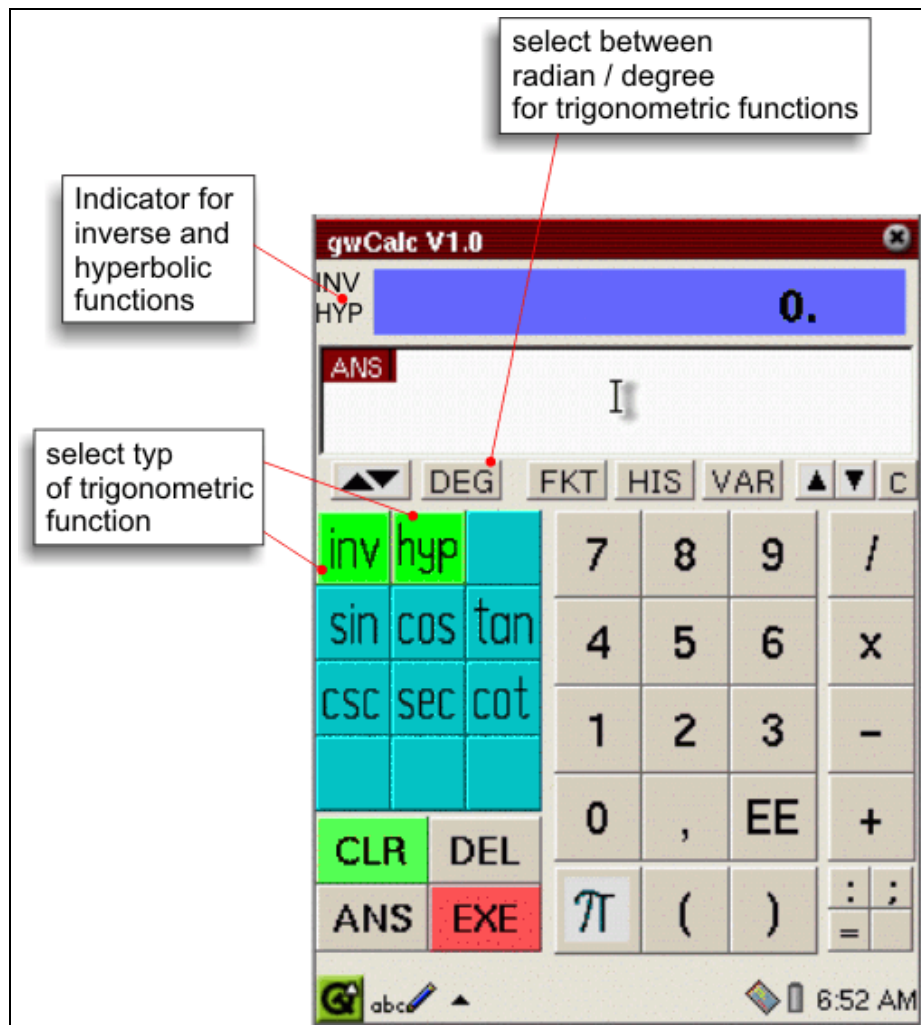 select between
radian / degree
for trigonometric functions
Indicator for
inverse and
hyperbolic
functions
gwCalc V1.0
INV
HYP
0.
ANS
select typ
of trigonometric
function
DEG FKT HIS VAR ▲ ▼ C
inv hyp 7 8 9 /
sin cos tan 4 5 6 x
csc sec cot 1 2 3 -
0 , EE +
CLR DEL
ANS EXE π ( ) : ; =
abc 6:52 AM